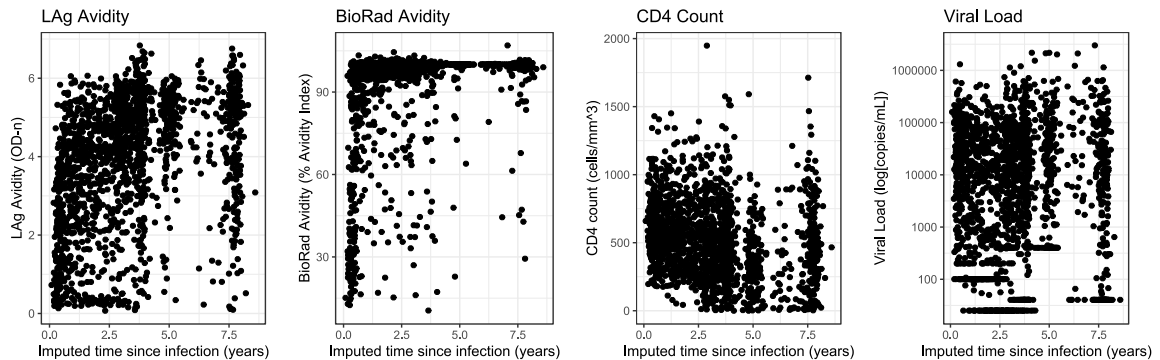 LAg Avidity
LAg Avidity (OD-n)
6
4
2
0
0.0 2.5 5.0 7.5
Imputed time since infection (years)
BioRad Avidity
BioRad Avidity (% Avidity Index)
90
60
30
0.0 2.5 5.0 7.5
Imputed time since infection (years)
CD4 Count
CD4 count (cells/mm^3)
2000
1500
1000
500
0
0.0 2.5 5.0 7.5
Imputed time since infection (years)
Viral Load
Viral Load (log[copies/mL])
1000000
100000
10000
1000
100
0.0 2.5 5.0 7.5
Imputed time since infection (years)